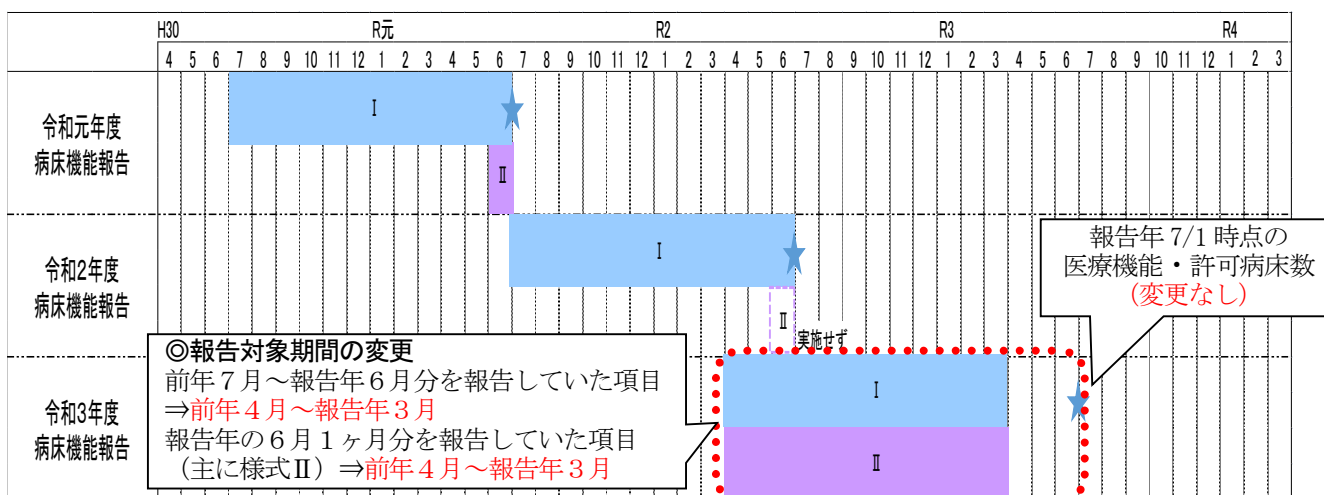 H30 R元 R2 R3 R4
4 5 6 7 8 9 10 11 12 1 2 3 4 5 6 7 8 9 10 11 12 1 2 3 4 5 6 7 8 9 10 11 12 1 2 3 4 5 6 7 8 9 10 11 12 1 2 3
令和元年度
病床機能報告
Ⅰ
Ⅱ
令和2年度
病床機能報告
Ⅰ
Ⅱ
実施せず
報告年 7/1 時点の
医療機能・許可病床数
(変更なし)
◎報告対象期間の変更
前年7月~報告年6月分を報告していた項目
⇒前年4月~報告年3月
報告年の6月1ヶ月分を報告していた項目
(主に様式Ⅱ)⇒前年4月~報告年3月
令和3年度
病床機能報告
Ⅰ
Ⅱ